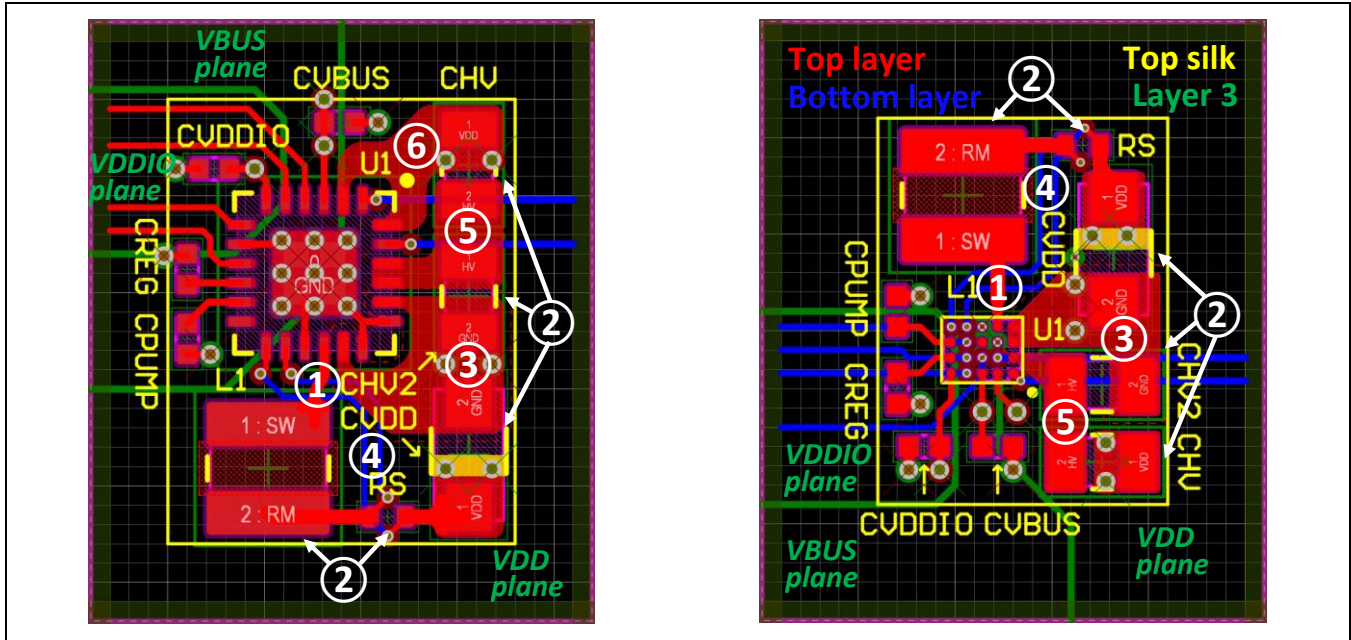 VBUS
plane
CVBUS
CHV
CVDDIO
VDDIO
plane
U1
6
1
VDD
2
HV
5
1
HV
CREG
0
GND
2
2
GND
3
CPUMP
L1
1
CHV2
CVDD
2
GND
1 : SW
4
RS
2 : RM
1
VDD
2
VDD
plane
Top layer
Bottom layer
2
Top silk
Layer 3
2 : RM
RS
4
1
VDD
1 : SW
CVDD
CPUMP
L1
1
U1
2
GND
3
2
CREG
1
HV
2
GND
CHV2
5
2
HV
1
VDD
CHV
VDDIO
plane
CVDDIO
CVBUS
VBUS
plane
VDD
plane